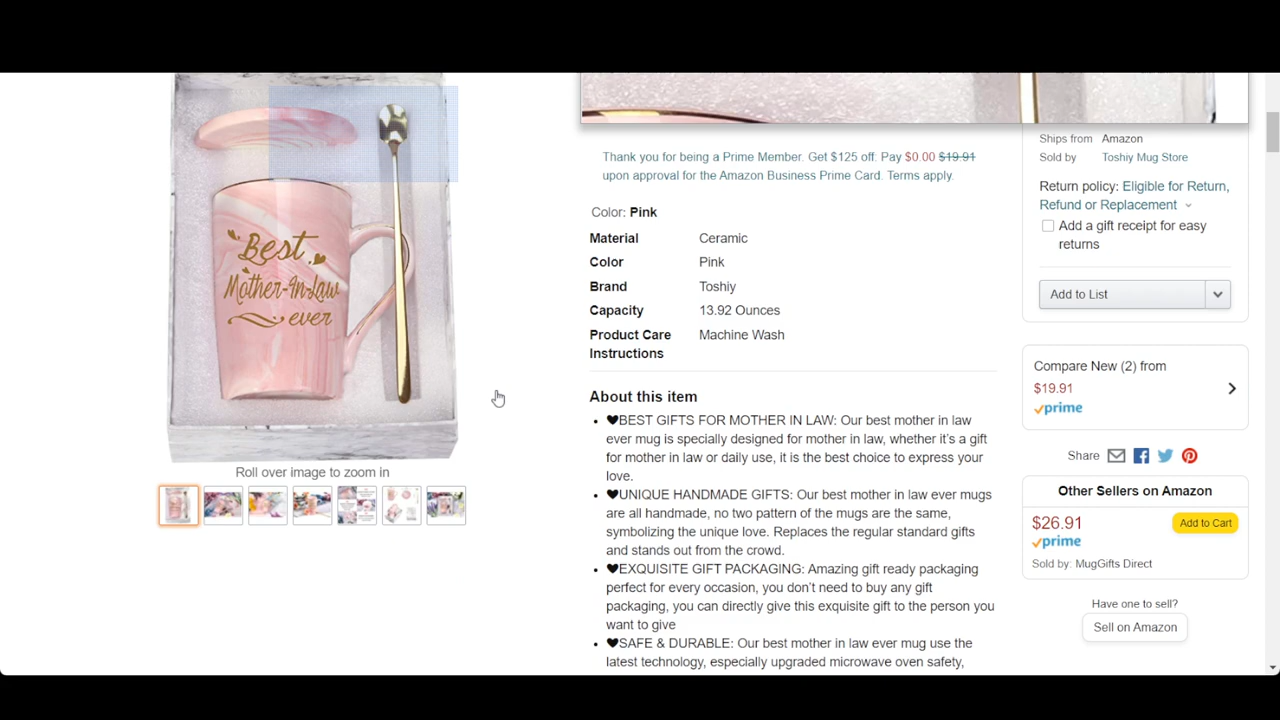 Best
Mother-In-Law
ever
Roll over image to zoom in
Thank you for being a Prime Member. Get $125 off. Pay $0.00 $19.91
upon approval for the Amazon Business Prime Card. Terms apply.
Color: Pink
Material Ceramic
Color Pink
Brand Toshiy
Capacity 13.92 Ounces
Product Care Machine Wash
Instructions
About this item
• ♥BEST GIFTS FOR MOTHER IN LAW: Our best mother in law
ever mug is specially designed for mother in law, whether it's a gift
for mother in law or daily use, it is the best choice to express your
love.
• ♥UNIQUE HANDMADE GIFTS: Our best mother in law ever mugs
are all handmade, no two pattern of the mugs are the same,
symbolizing the unique love. Replaces the regular standard gifts
and stands out from the crowd.
• ♥EXQUISITE GIFT PACKAGING: Amazing gift ready packaging
perfect for every occasion, you don't need to buy any gift
packaging, you can directly give this exquisite gift to the person you
want to give
• ♥SAFE & DURABLE: Our best mother in law ever mug use the
latest technology, especially upgraded microwave oven safety,
Ships from Amazon
Sold by Toshiy Mug Store
Return policy: Eligible for Return,
Refund or Replacement
Add a gift receipt for easy
returns
Add to List
Compare New (2) from
$19.91
prime
Share
Other Sellers on Amazon
$26.91
Add to Cart
prime
Sold by: MugGifts Direct
Have one to sell?
Sell on Amazon